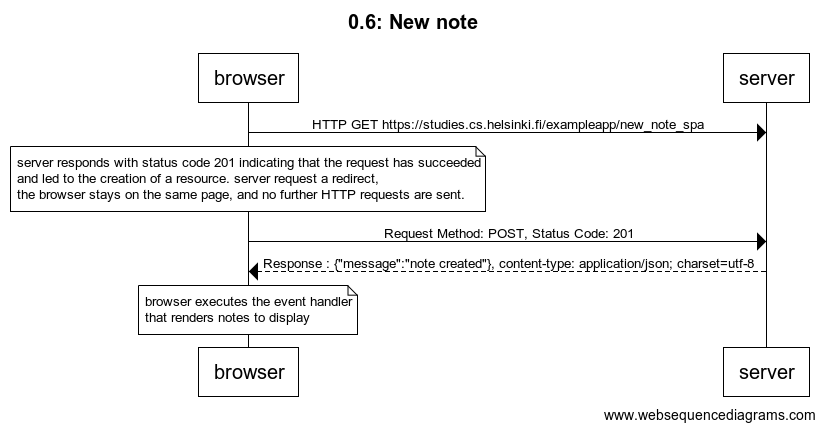 0.6: New note
browser
server
HTTP GET https://studies.cs.helsinki.fi/exampleapp/new_note_spa
server responds with status code 201 indicating that the request has succeeded
and led to the creation of a resource. server request a redirect,
the browser stays on the same page, and no further HTTP requests are sent.
Request Method: POST, Status Code: 201
Response : {"message":"note created"}, content-type: application/json; charset=utf-8
browser executes the event handler
that renders notes to display
browser
server
www.websequencediagrams.com